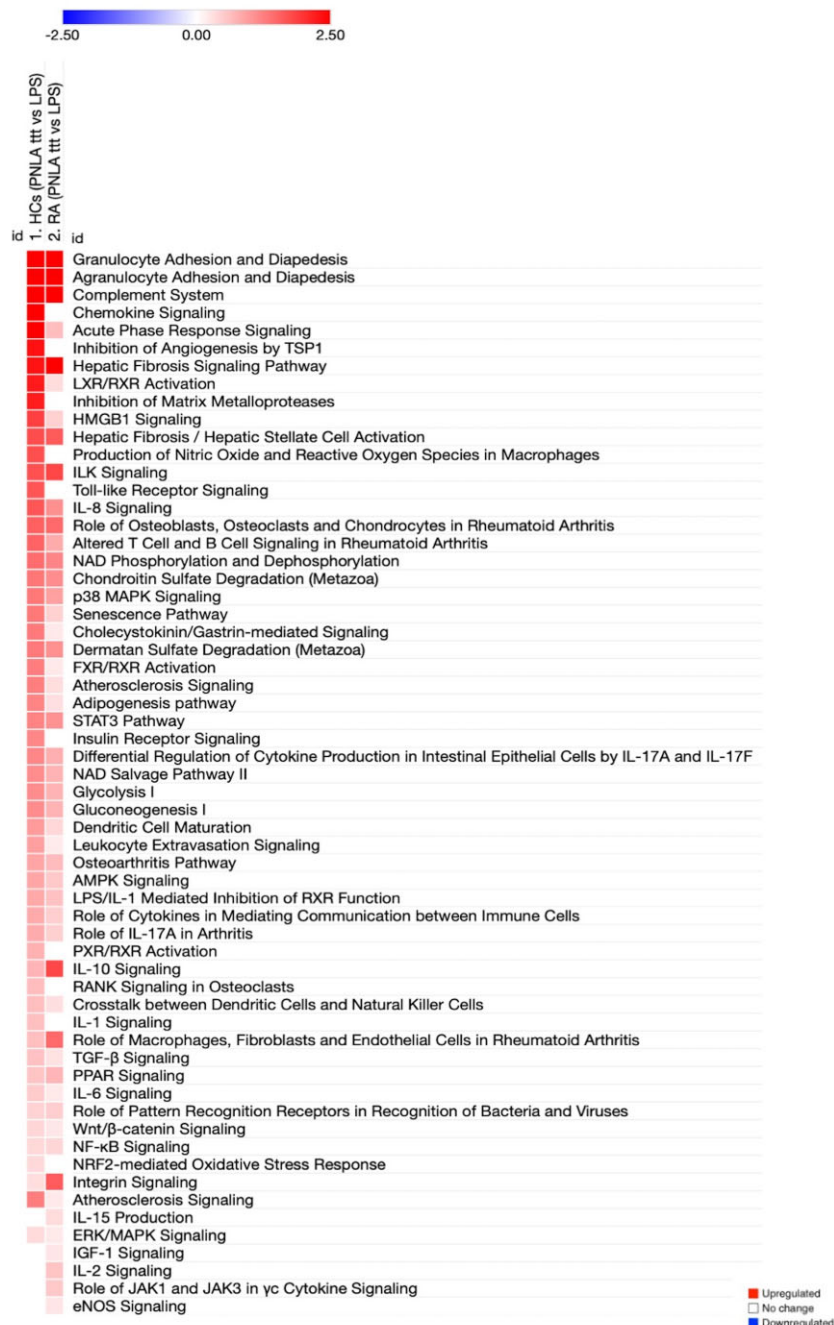 -2.50 0.00 2.50
1. HCs (PNLA ttt vs LPS)
2. RA (PNLA ttt vs LPS)
id id
Granulocyte Adhesion and Diapedesis
Agranulocyte Adhesion and Diapedesis
Complement System
Chemokine Signaling
Acute Phase Response Signaling
Inhibition of Angiogenesis by TSP1
Hepatic Fibrosis Signaling Pathway
LXR/RXR Activation
Inhibition of Matrix Metalloproteases
HMGB1 Signaling
Hepatic Fibrosis / Hepatic Stellate Cell Activation
Production of Nitric Oxide and Reactive Oxygen Species in Macrophages
ILK Signaling
Toll-like Receptor Signaling
IL-8 Signaling
Role of Osteoblasts, Osteoclasts and Chondrocytes in Rheumatoid Arthritis
Altered T Cell and B Cell Signaling in Rheumatoid Arthritis
NAD Phosphorylation and Dephosphorylation
Chondroitin Sulfate Degradation (Metazoa)
p38 MAPK Signaling
Senescence Pathway
Cholecystokinin/Gastrin-mediated Signaling
Dermatan Sulfate Degradation (Metazoa)
FXR/RXR Activation
Atherosclerosis Signaling
Adipogenesis pathway
STAT3 Pathway
Insulin Receptor Signaling
Differential Regulation of Cytokine Production in Intestinal Epithelial Cells by IL-17A and IL-17F
NAD Salvage Pathway II
Glycolysis I
Gluconeogenesis I
Dendritic Cell Maturation
Leukocyte Extravasation Signaling
Osteoarthritis Pathway
AMPK Signaling
LPS/IL-1 Mediated Inhibition of RXR Function
Role of Cytokines in Mediating Communication between Immune Cells
Role of IL-17A in Arthritis
PXR/RXR Activation
IL-10 Signaling
RANK Signaling in Osteoclasts
Crosstalk between Dendritic Cells and Natural Killer Cells
IL-1 Signaling
Role of Macrophages, Fibroblasts and Endothelial Cells in Rheumatoid Arthritis
TGF-β Signaling
PPAR Signaling
IL-6 Signaling
Role of Pattern Recognition Receptors in Recognition of Bacteria and Viruses
Wnt/β-catenin Signaling
NF-κB Signaling
NRF2-mediated Oxidative Stress Response
Integrin Signaling
Atherosclerosis Signaling
IL-15 Production
ERK/MAPK Signaling
IGF-1 Signaling
IL-2 Signaling
Role of JAK1 and JAK3 in γc Cytokine Signaling
eNOS Signaling
Upregulated
No change
Downregulated